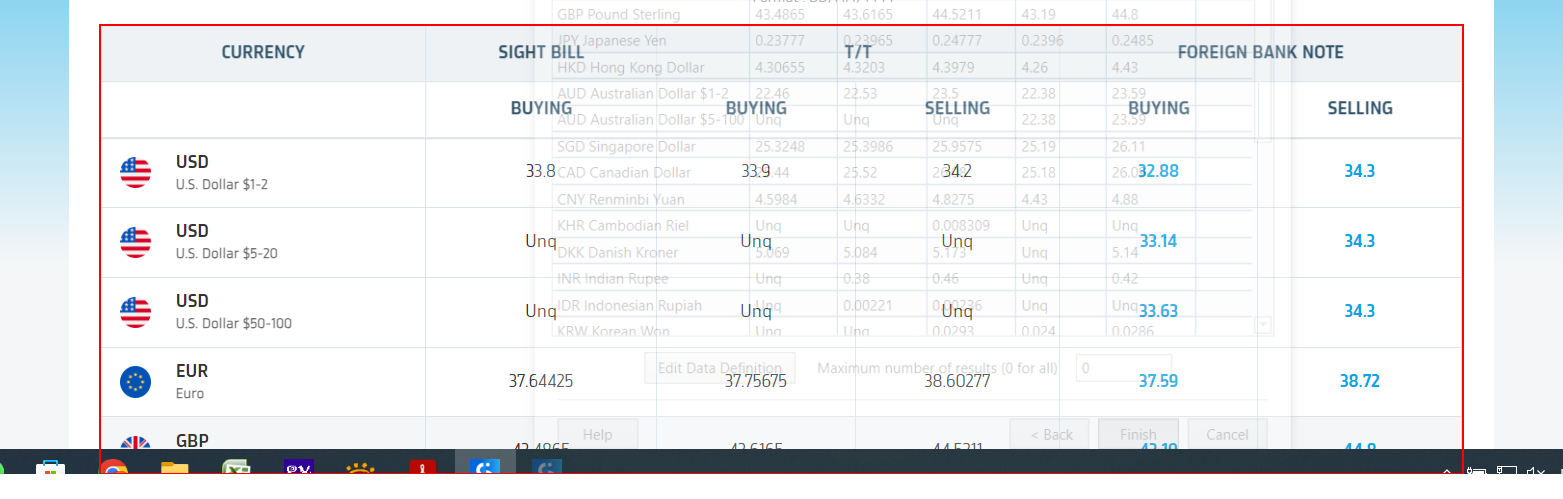 Format : DD/MM/YYYY
GBP Pound Sterling 43.4865 43.6165 44.5211 43.19 44.8
CURRENCY SIGHT BILL T/T FOREIGN BANK NOTE
JPY Japanese Yen 0.23777 0.23965 0.24777 0.2396 0.2485
HKD Hong Kong Dollar 4.30655 4.3203 4.3979 4.26 4.43
AUD Australian Dollar $1-2 22.46 22.53 23.5 22.38 23.59
BUYING BUYING SELLING BUYING SELLING
AUD Australian Dollar $5-100 Unq Unq Unq 22.38 23.59
SGD Singapore Dollar 25.3248 25.3986 25.9575 25.19 26.11
USD
33.8 33.9 34.2 32.88 34.3
CAD Canadian Dollar 25.52 25.18
U.S. Dollar $1-2
CNY Renminbi Yuan 4.5984 4.6332 4.8275 4.43 4.88
KHR Cambodian Riel Unq Unq 0.008309 Unq Unq
USD
Unq Unq Unq 33.14 34.3
U.S. Dollar $5-20
DKK Danish Kroner 5.069 5.084 5.173 Unq 5.14
INR Indian Rupee Unq 0.38 0.46 Unq 0.42
USD
IDR Indonesian Rupiah Unq 0.00221 0.00236 Unq Unq
Unq Unq Unq 33.63 34.3
U.S. Dollar $50-100
KRW Korean Won Unq Unq 0.0293 0.024 0.0286
EUR
Edit Data Definition Maximum number of results (0 for all) 0
37.64425 37.75675 38.60277 37.59 38.72
Euro
Help < Back Finish Cancel
GBP
43.4865 43.6165 44.5211 43.19 44.8